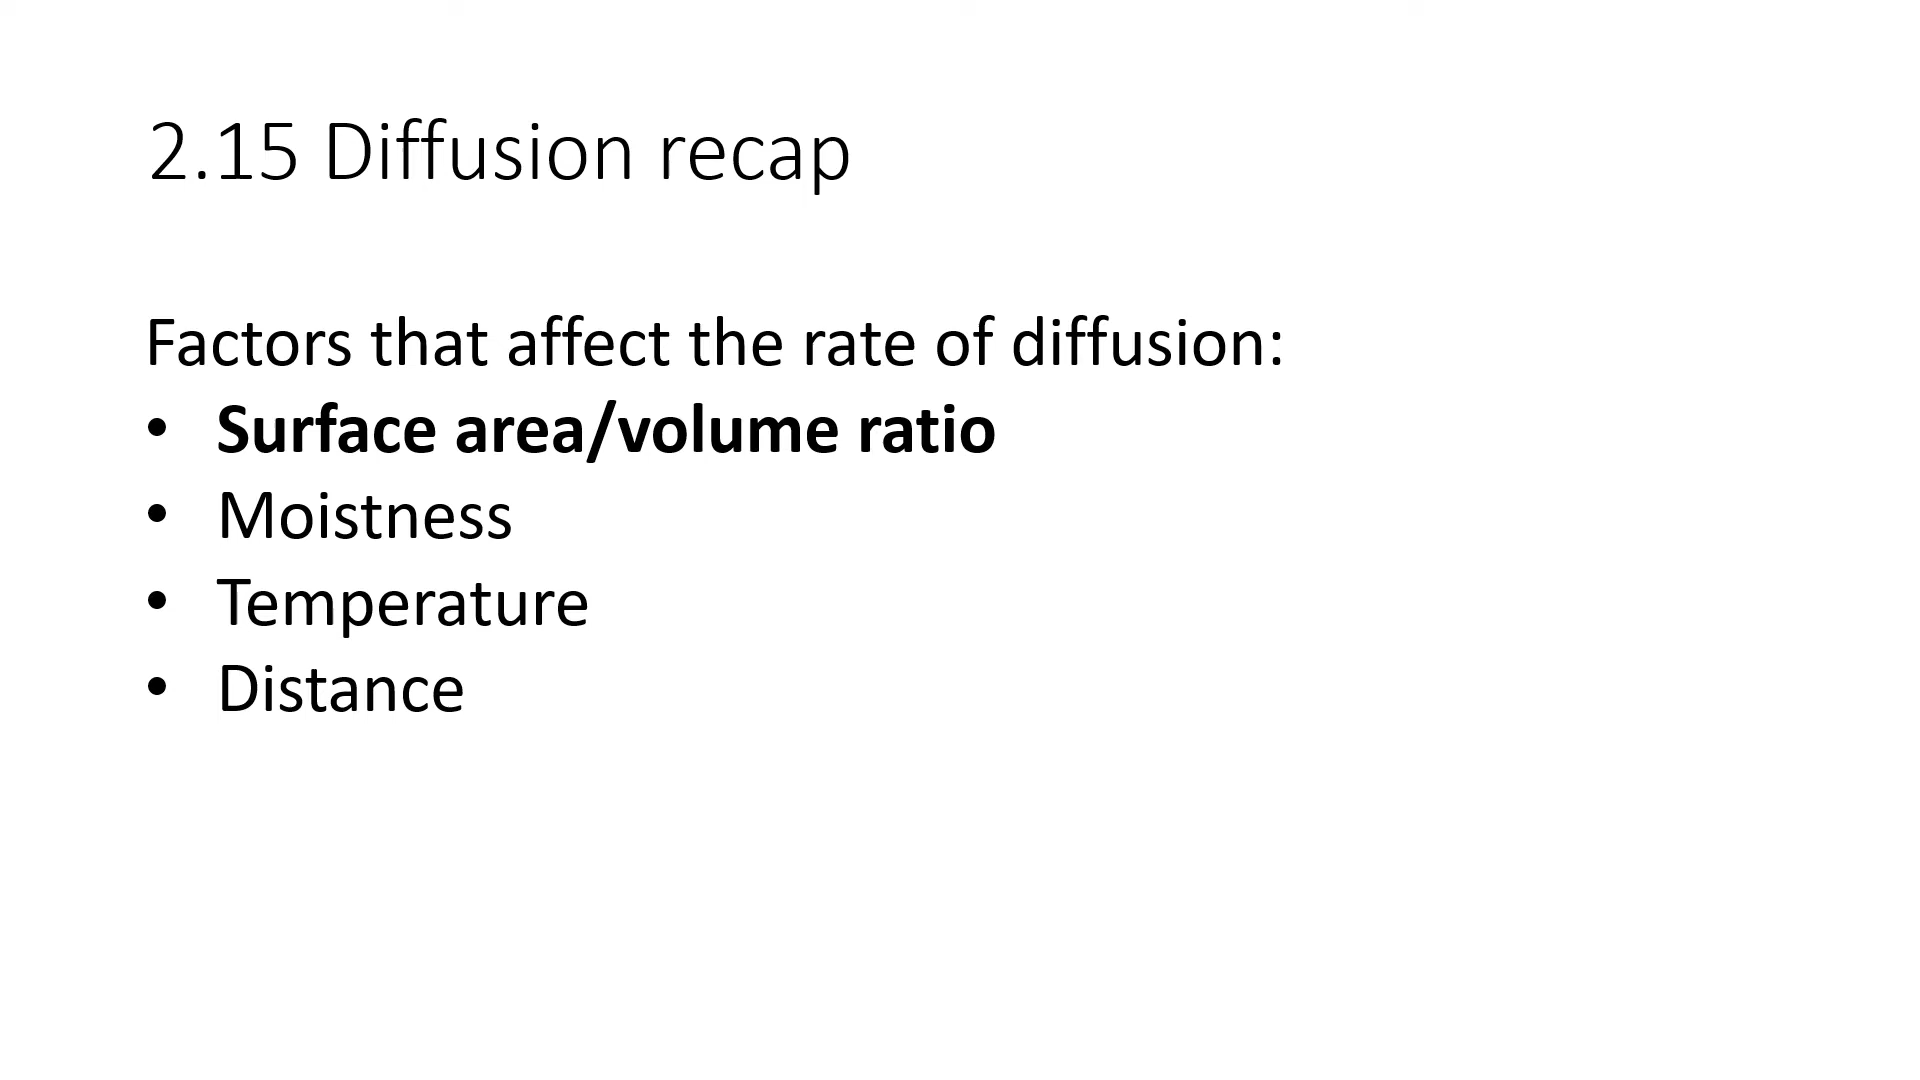 2.15 Diffusion recap
Factors that affect the rate of diffusion:
• Surface area/volume ratio
• Moistness
• Temperature
• Distance